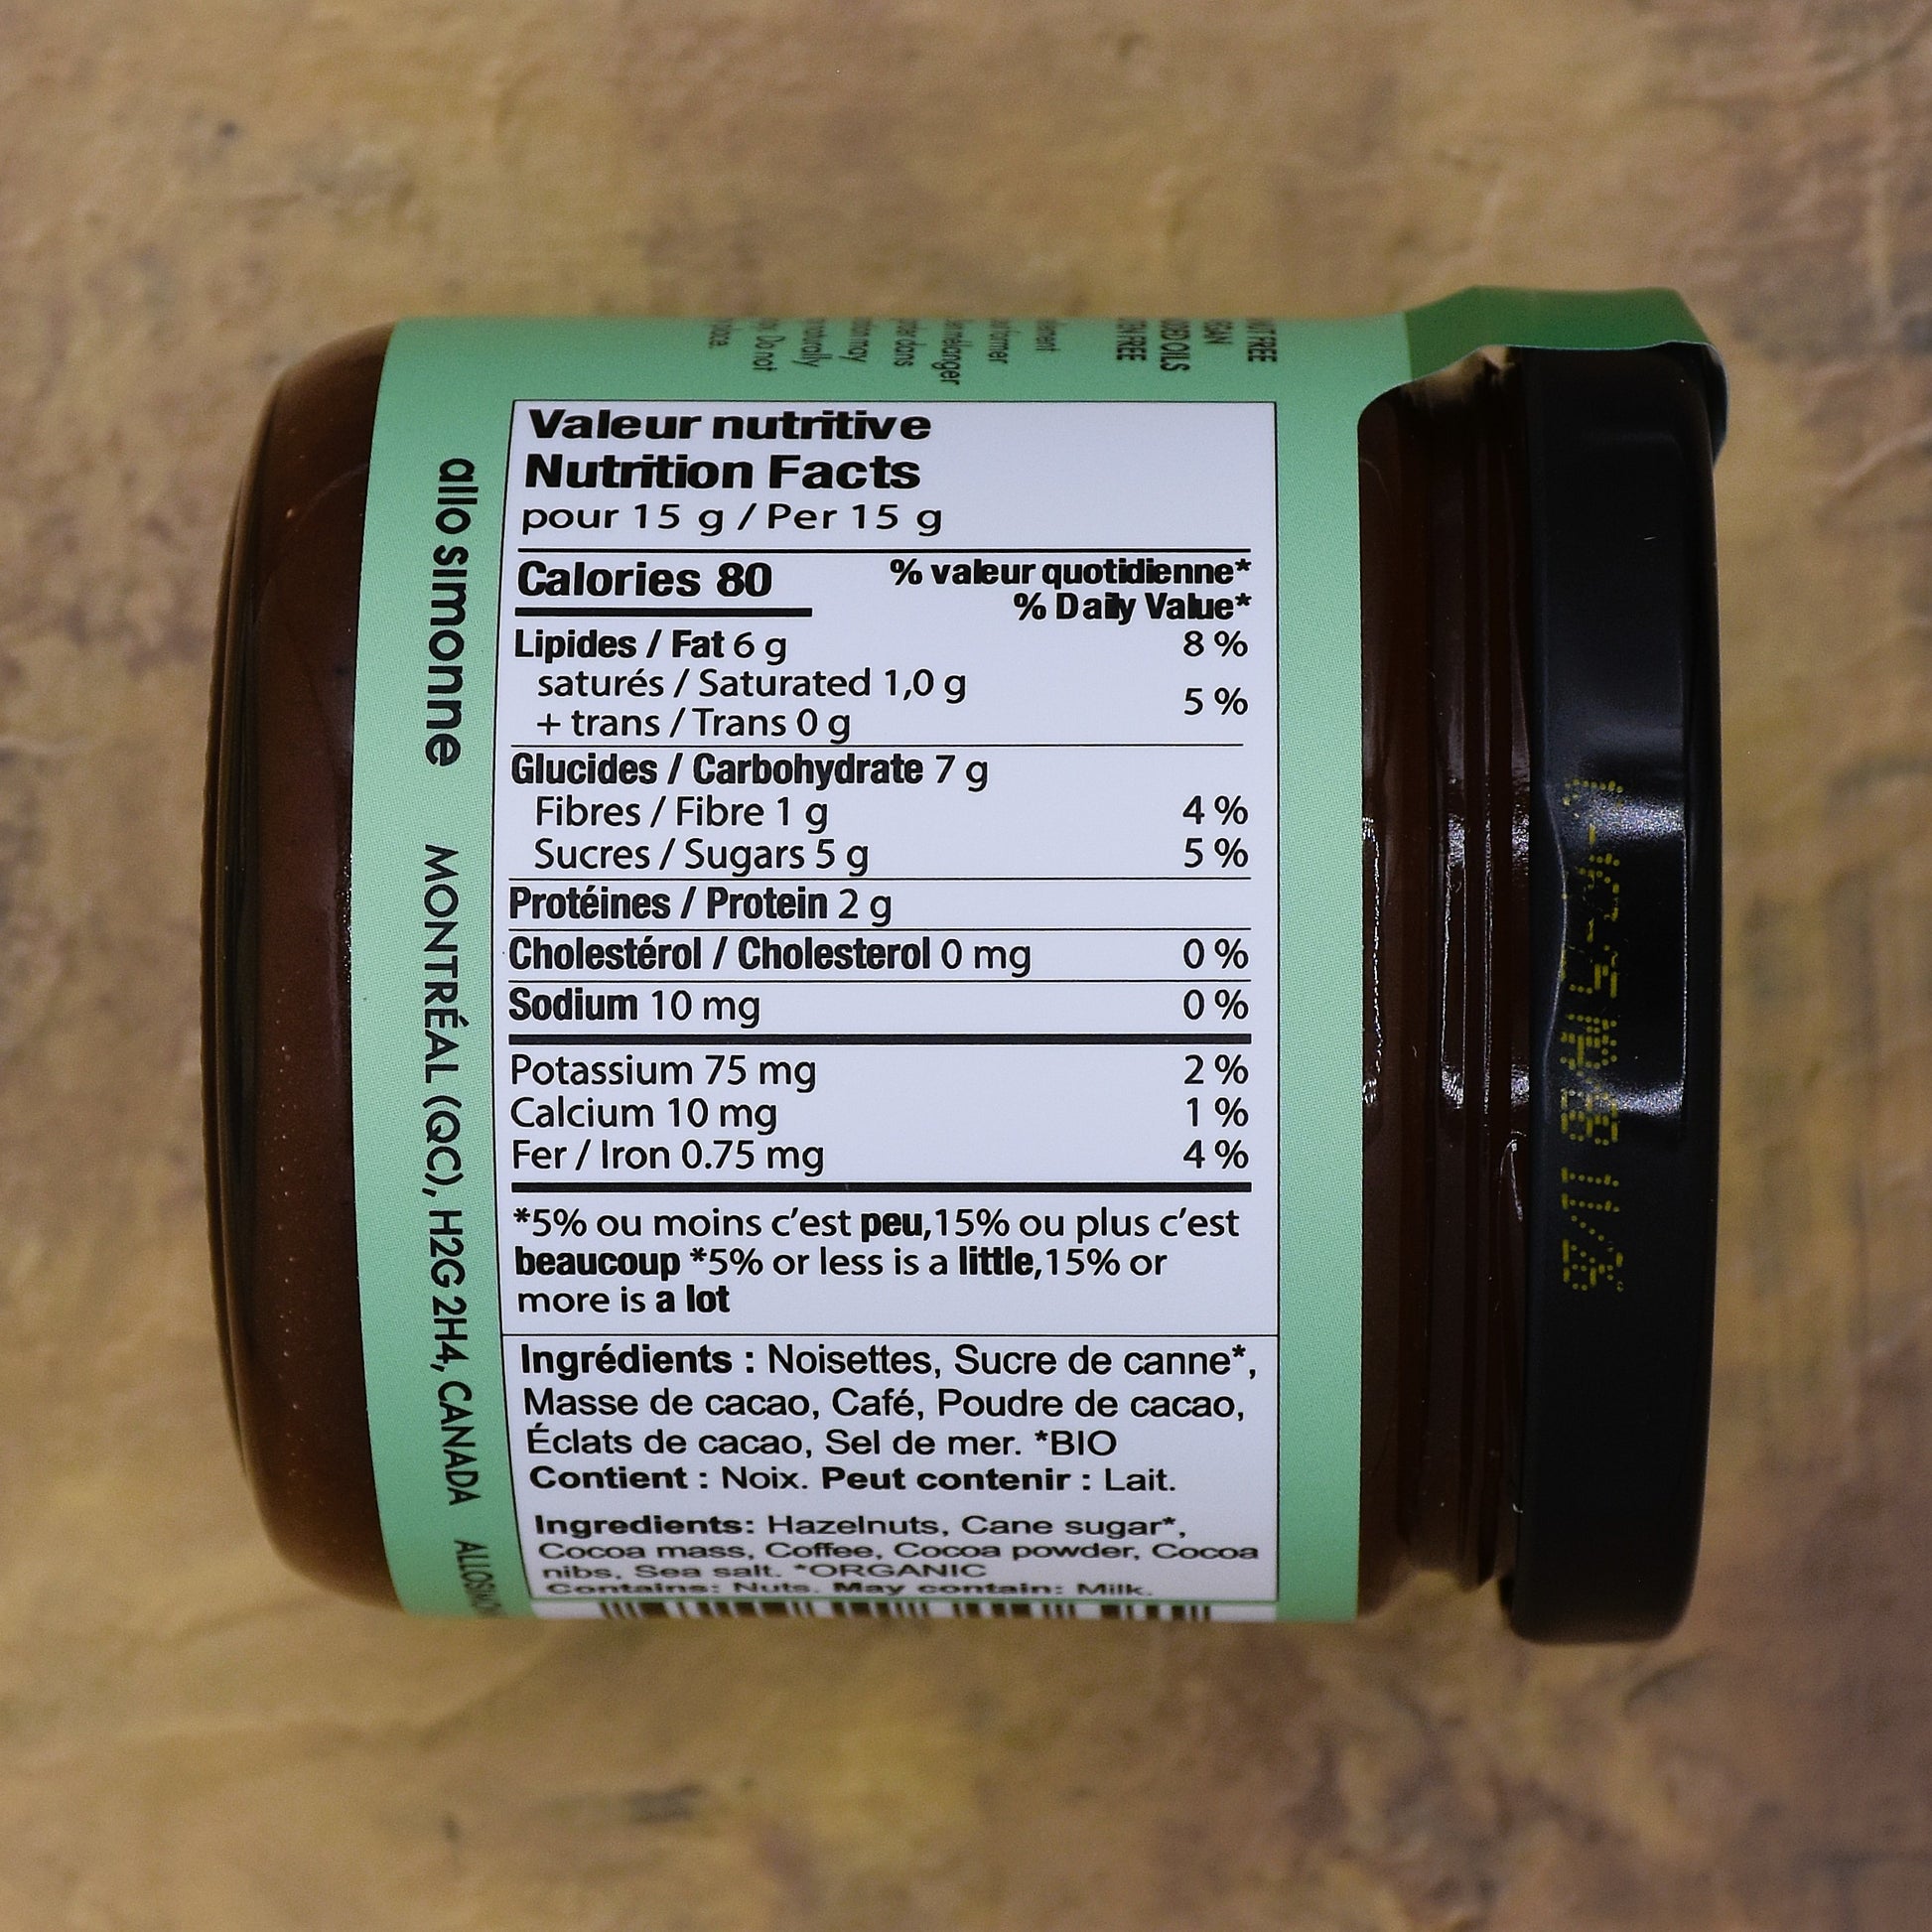 Valeur nutritive
Nutrition Facts
pour 15 g / Per 15 g
Calories 80
% valeur quotidienne*
% Daily Value*
Lipides / Fat 6 g 8 %
saturés / Saturated 1,0 g
+ trans / Trans 0 g 5 %
Glucides / Carbohydrate 7 g
Fibres / Fibre 1 g 4 %
Sucres / Sugars 5 g 5 %
Protéines / Protein 2 g
Cholestérol / Cholesterol 0 mg 0 %
Sodium 10 mg 0 %
Potassium 75 mg 2 %
Calcium 10 mg 1 %
Fer / Iron 0.75 mg 4 %
*5% ou moins c'est peu,15% ou plus c'est
beaucoup *5% or less is a little,15% or
more is a lot
Ingrédients : Noisettes, Sucre de canne*,
Masse de cacao, Café, Poudre de cacao,
Éclats de cacao, Sel de mer. *BIO
Contient : Noix. Peut contenir : Lait.
Ingredients: Hazelnuts, Cane sugar*,
Cocoa mass, Coffee, Cocoa powder, Cocoa
nibs, Sea salt. *ORGANIC
Contains: Nuts. May contain: Milk.
allo simonne MONTRÉAL (QC), H2G 2H4, CANADA
FREE
OILS
FREE
dans
may
Do not